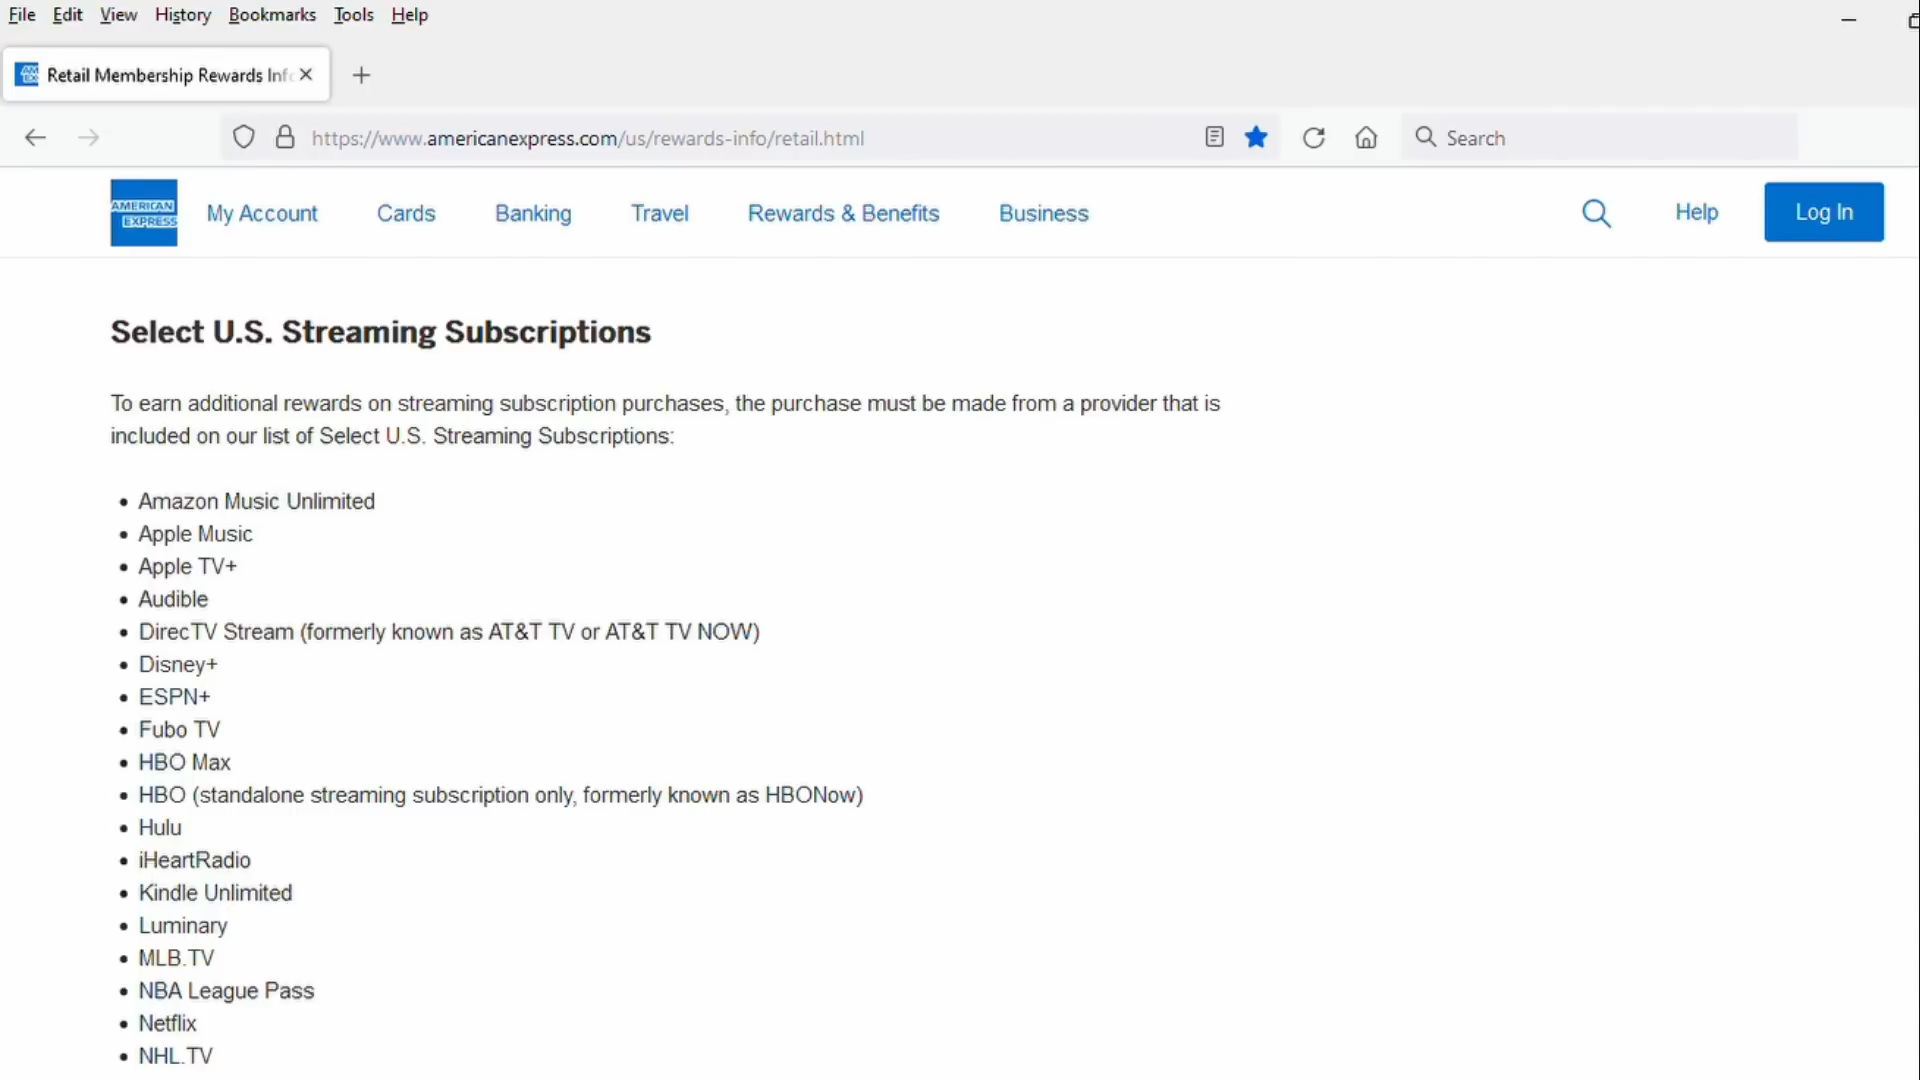 File Edit View History Bookmarks Tools Help
Retail Membership Rewards Inf
https://www.americanexpress.com/us/rewards-info/retail.html
Search
AMERICAN
EXPRESS
My Account Cards Banking Travel Rewards & Benefits Business Help Log In
Select U.S. Streaming Subscriptions
To earn additional rewards on streaming subscription purchases, the purchase must be made from a provider that is
included on our list of Select U.S. Streaming Subscriptions:
• Amazon Music Unlimited
• Apple Music
• Apple TV+
• Audible
• DirecTV Stream (formerly known as AT&T TV or AT&T TV NOW)
• Disney+
• ESPN+
• Fubo TV
• HBO Max
• HBO (standalone streaming subscription only, formerly known as HBONow)
• Hulu
• iHeartRadio
• Kindle Unlimited
• Luminary
• MLB.TV
• NBA League Pass
• Netflix
• NHL.TV